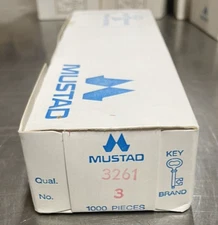 MUSTAD
MUSTAD
KEY
Qual. 3261
No. 3
BRAND
1000 PIECES